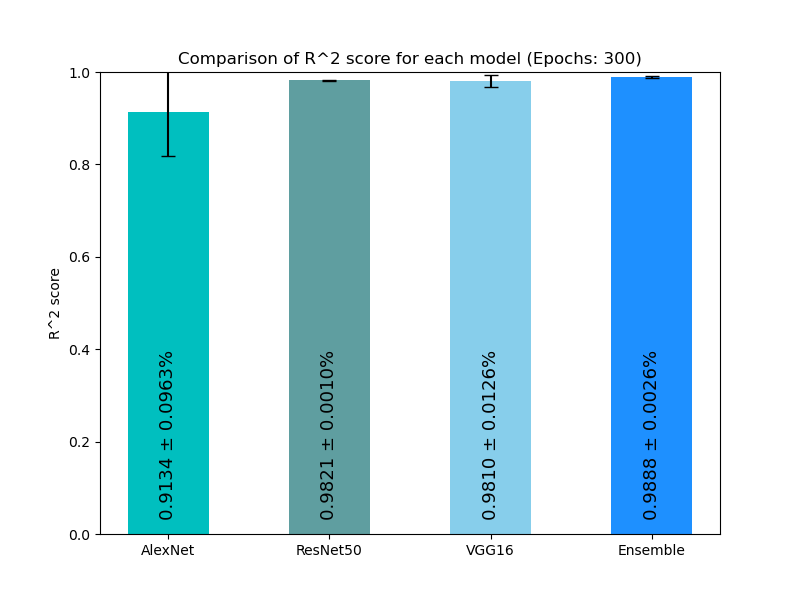 Comparison of R^2 score for each model (Epochs: 300)
R^2 score
1.0
0.8
0.6
0.4
0.2
0.0
0.9134 ± 0.0963%
0.9821 ± 0.0010%
0.9810 ± 0.0126%
0.9888 ± 0.0026%
AlexNet
ResNet50
VGG16
Ensemble